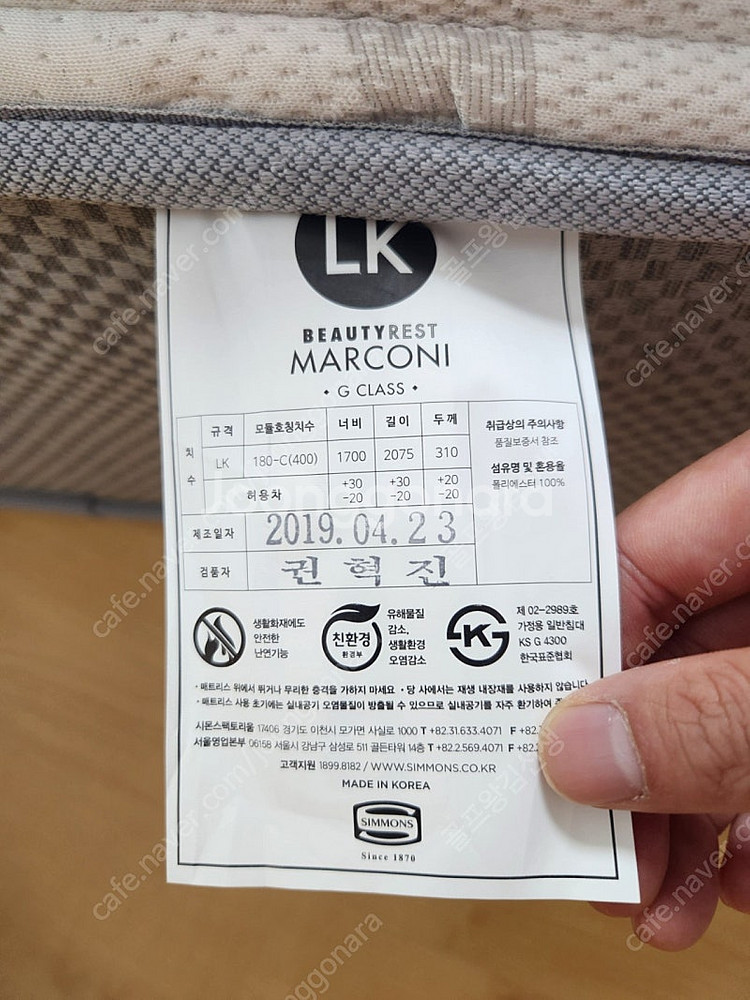 LK
BEAUTYREST
MARCONI
• G CLASS •
치수 규격 모듈호칭치수 너비 길이 두께
LK 180-C(400) 1700 2075 310
허용차 +30 -20 +30 -20 +20 -20
취급상의 주의사항
품질보증서 참조
섬유명 및 혼용율
폴리에스터 100%
제조일자 2019.04.23
검품자 권혁진
생활화재에도
안전한
난연기능
친환경
환경부
유해물질
감소,
생활환경
오염감소
K
제 02-2989호
가정용 일반침대
KS G 4300
한국표준협회
• 매트리스 위에서 뛰거나 무리한 충격을 가하지 마세요 • 당 사에서는 재생 내장재를 사용하지 않습니다
• 매트리스 사용 초기에는 실내공기 오염물질이 방출될 수 있으므로 실내공기를 자주 환기하여
시몬스팩토리움 17406 경기도 이천시 모가면 사실로 1000 T +82.31.633.4071 F +82.
서울영업본부 06158 서울시 강남구 삼성로 511 골든타워 14층 T +82.2.569.4071 F +82.
고객지원 1899.8182 / WWW.SIMMONS.CO.KR
MADE IN KOREA
SIMMONS
Since 1870
Joonggonara
cafe.naver.com/joonggonara